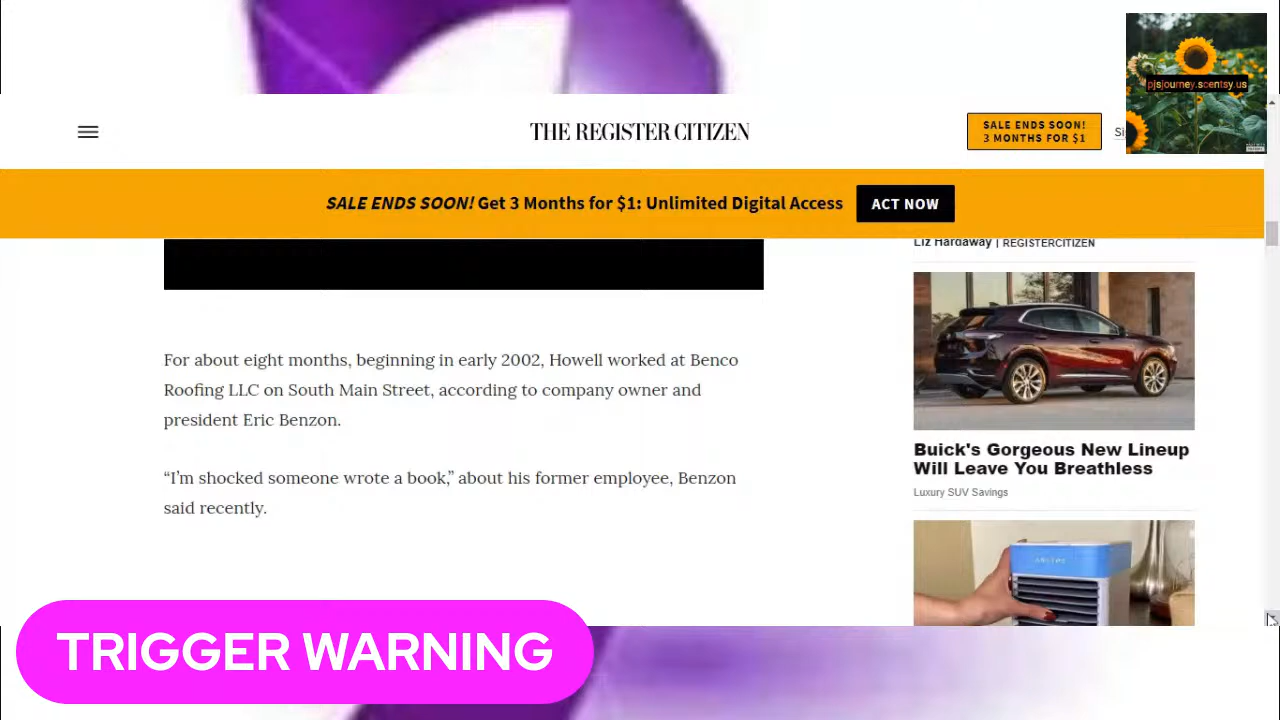 pjsjourney.scentsy.us
THE REGISTER CITIZEN
SALE ENDS SOON!
3 MONTHS FOR $1
SALE ENDS SOON! Get 3 Months for $1: Unlimited Digital Access
ACT NOW
Liz Hardaway | REGISTERCITIZEN
For about eight months, beginning in early 2002, Howell worked at Benco
Roofing LLC on South Main Street, according to company owner and
president Eric Benzon.
“I’m shocked someone wrote a book,” about his former employee, Benzon
said recently.
Buick's Gorgeous New Lineup
Will Leave You Breathless
Luxury SUV Savings
TRIGGER WARNING